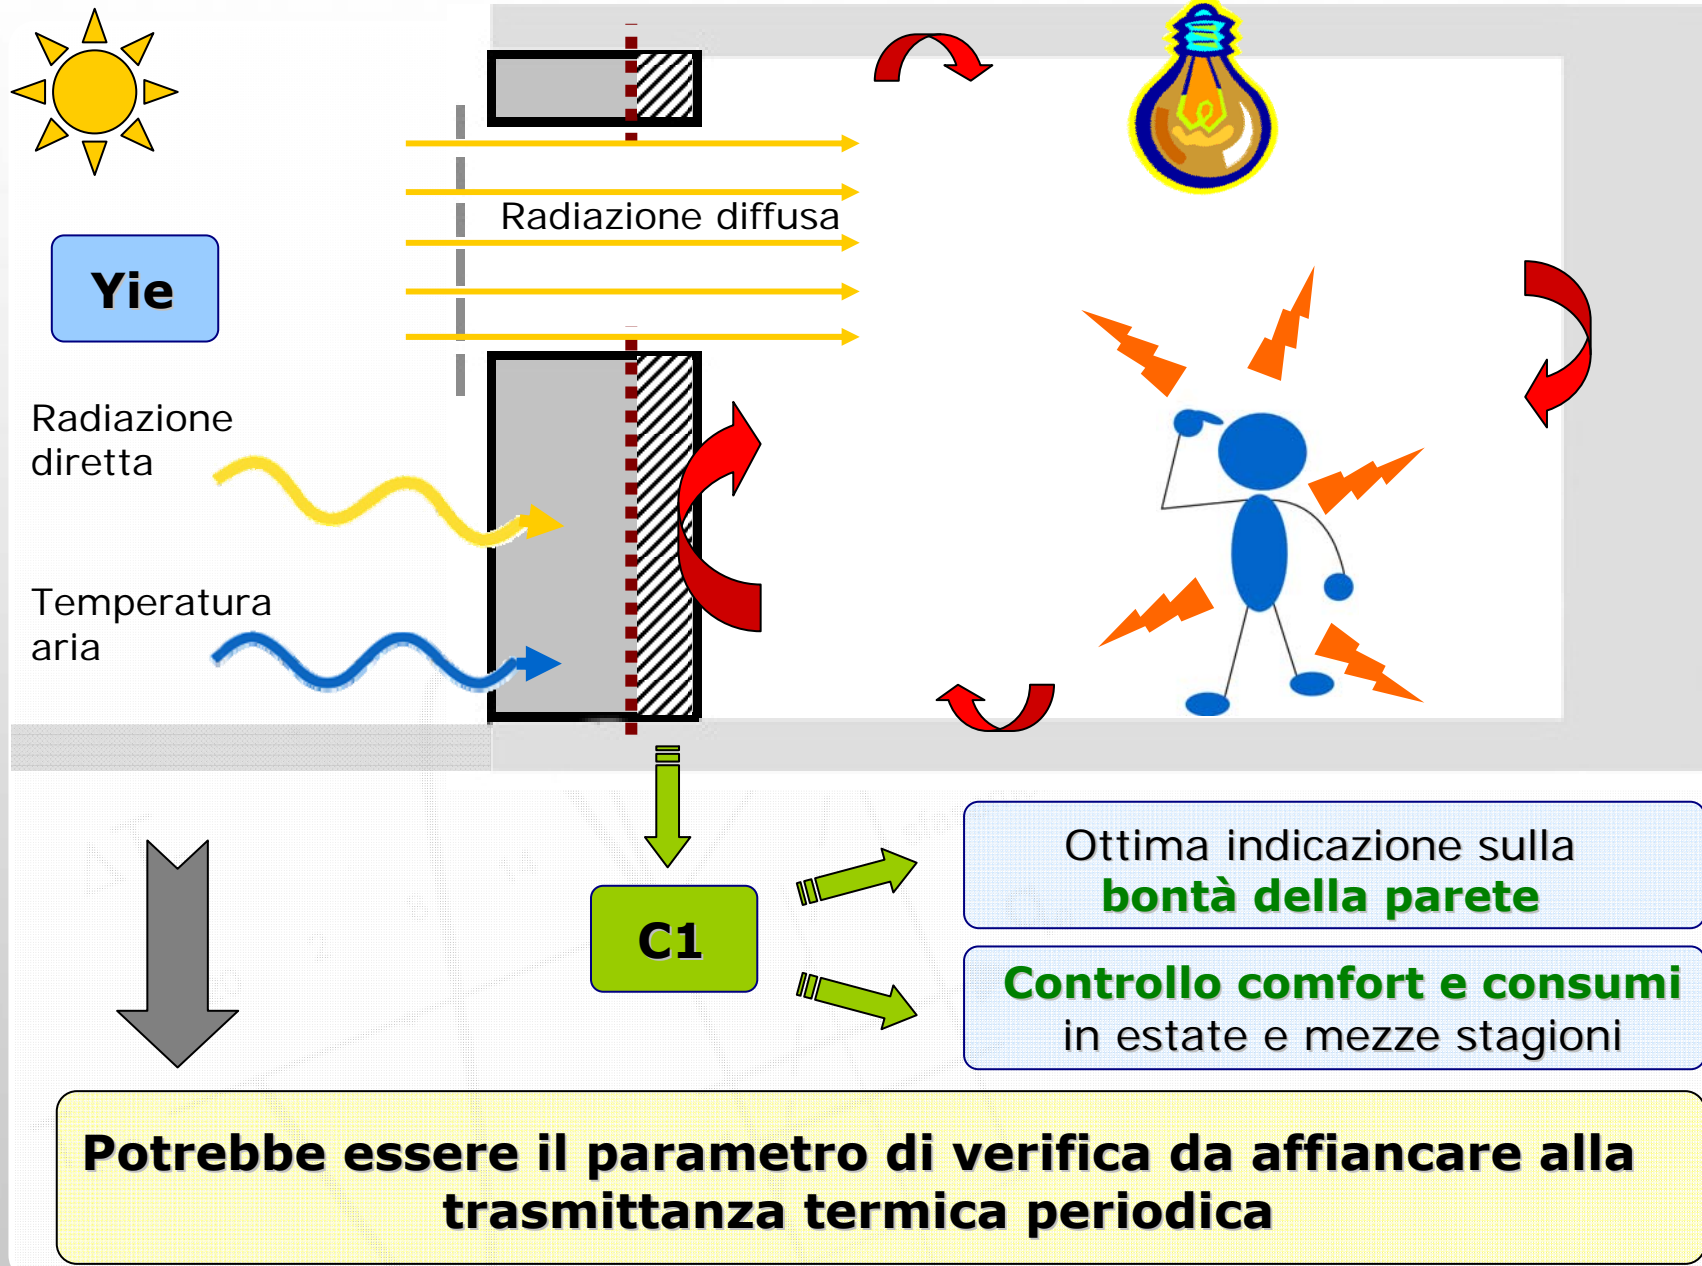 Radiazione diffusa
Yie
Radiazione
diretta
Temperatura
aria
C1
Ottima indicazione sulla
bontà della parete
Controllo comfort e consumi
in estate e mezze stagioni
Potrebbe essere il parametro di verifica da affiancare alla
trasmittanza termica periodica